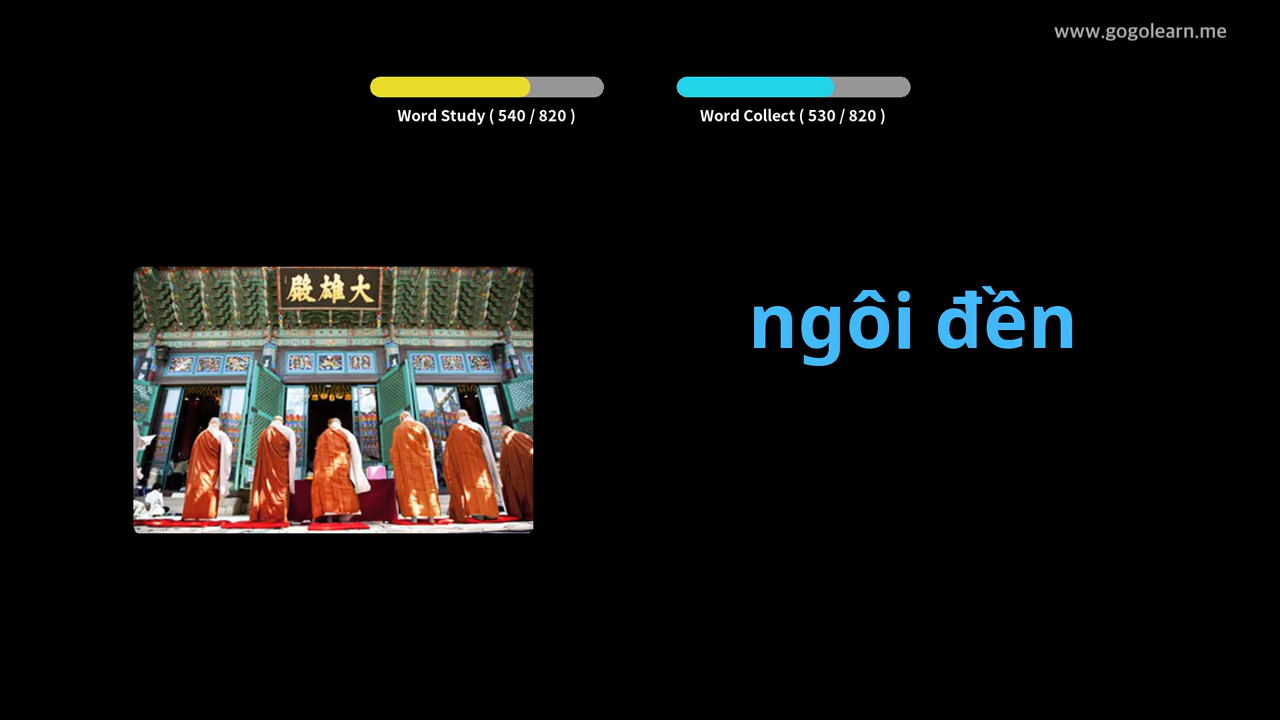 www.gogolearn.me
Word Study ( 540 / 820 )
Word Collect ( 530 / 820 )
殿雄大
ngôi đền